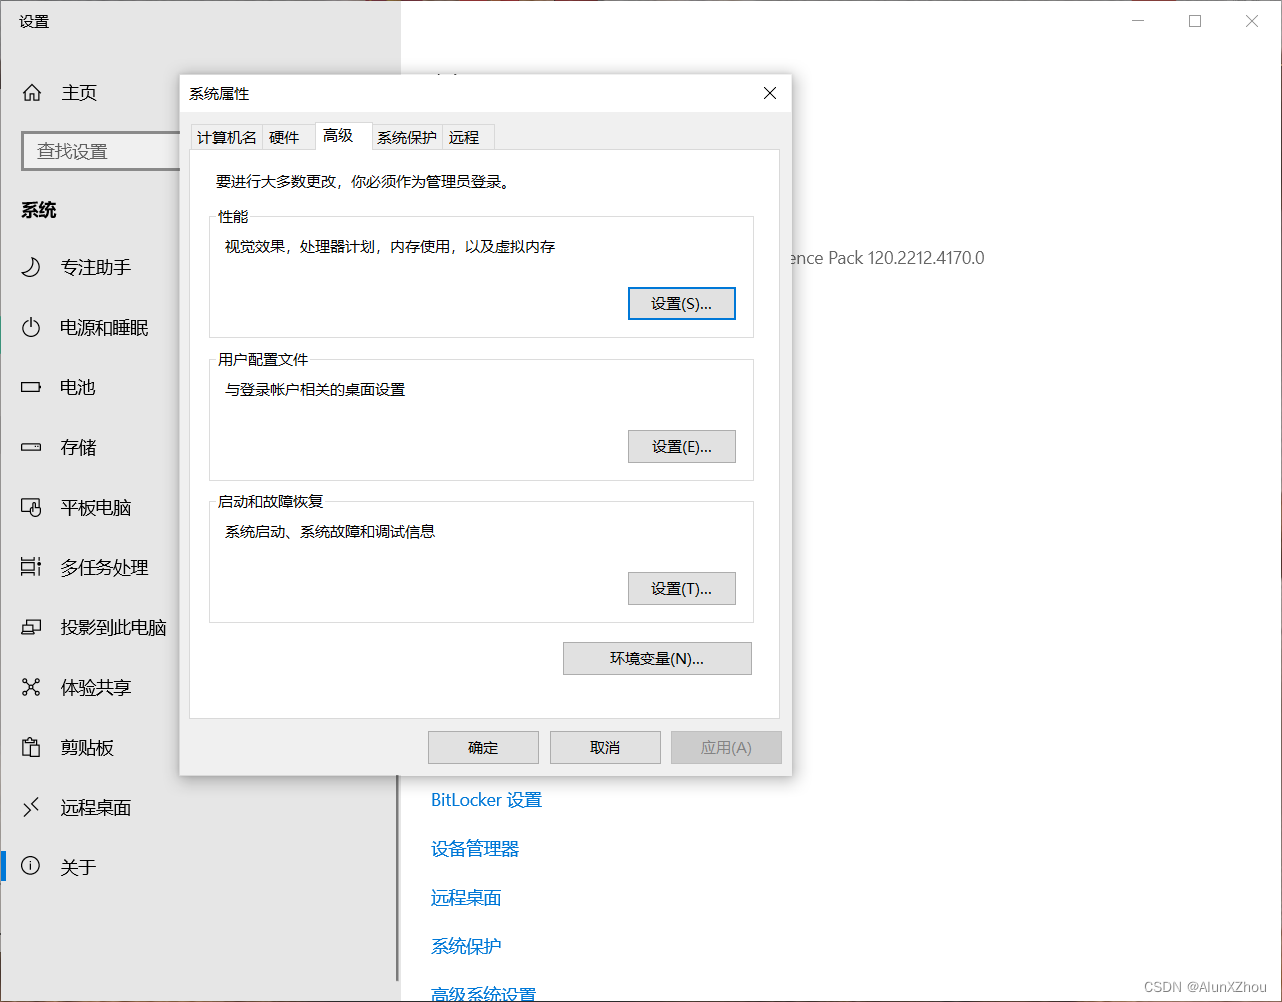 设置
主页
查找设置
系统
专注助手
电源和睡眠
电池
存储
平板电脑
多任务处理
投影到此电脑
体验共享
剪贴板
远程桌面
关于
系统属性
计算机名 硬件 高级 系统保护 远程
要进行大多数更改，你必须作为管理员登录。
性能
视觉效果，处理器计划，内存使用，以及虚拟内存
设置(S)...
用户配置文件
与登录帐户相关的桌面设置
设置(E)...
启动和故障恢复
系统启动、系统故障和调试信息
设置(T)...
环境变量(N)...
确定 取消 应用(A)
ence Pack 120.2212.4170.0
BitLocker 设置
设备管理器
远程桌面
系统保护
高级系统设置
CSDN @AlunXZhou